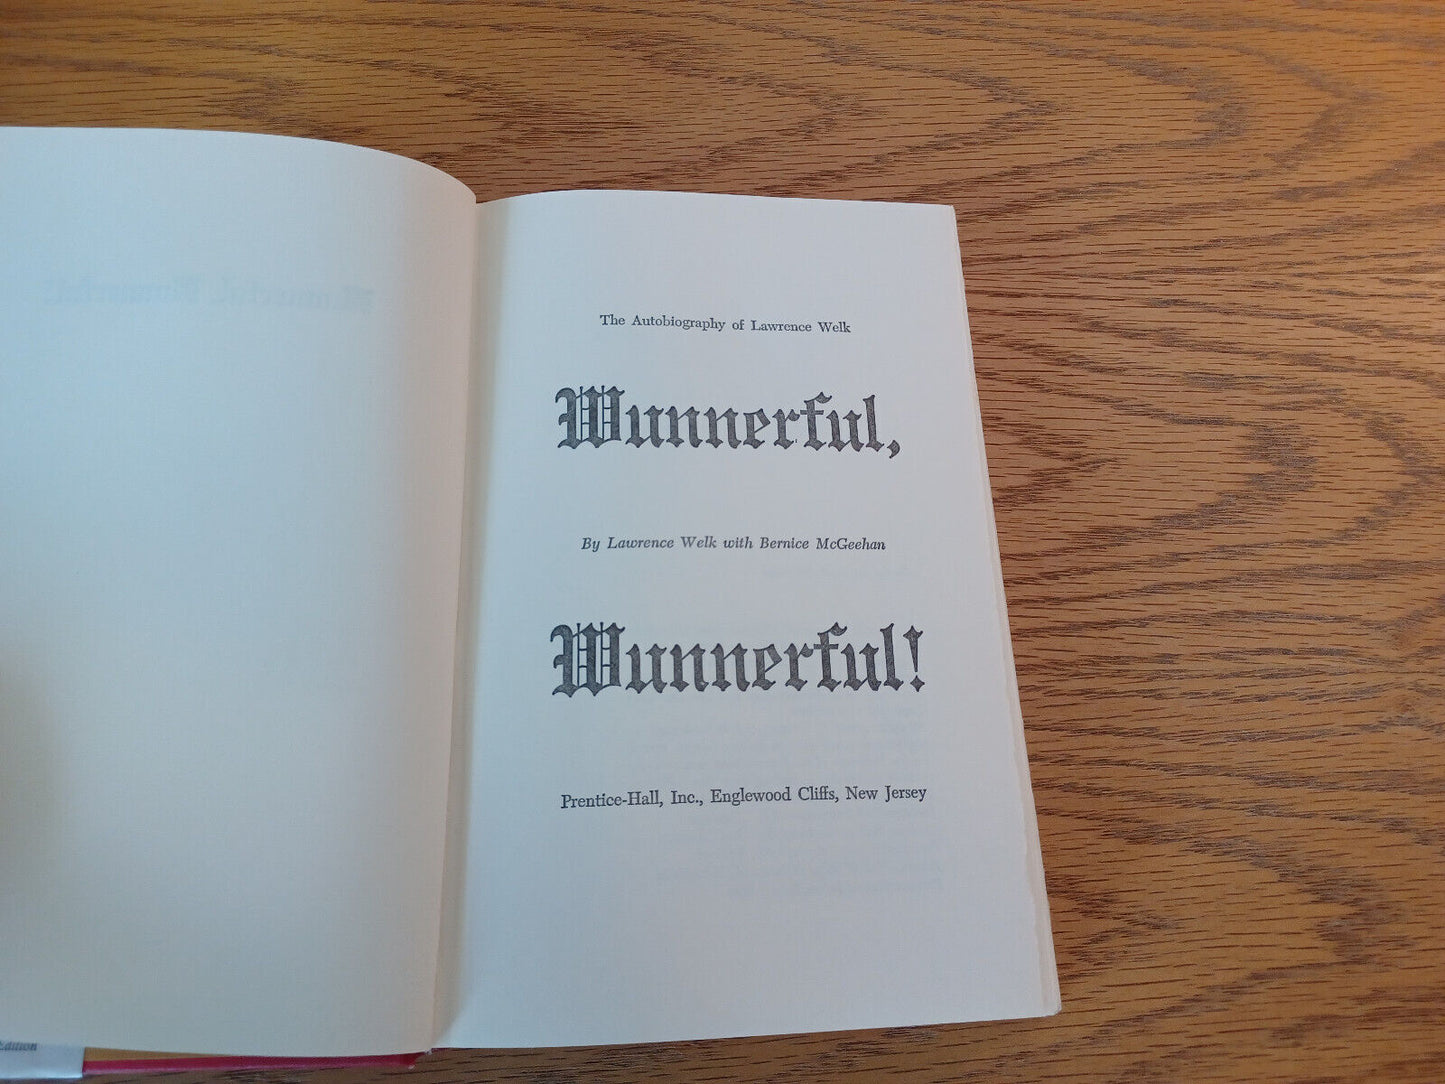 The Autobiography of Lawrence Welk
Wunnerful,
By Lawrence Welk with Bernice McGeehan
Wunnerful!
Prentice-Hall, Inc., Englewood Cliffs, New Jersey
Edition